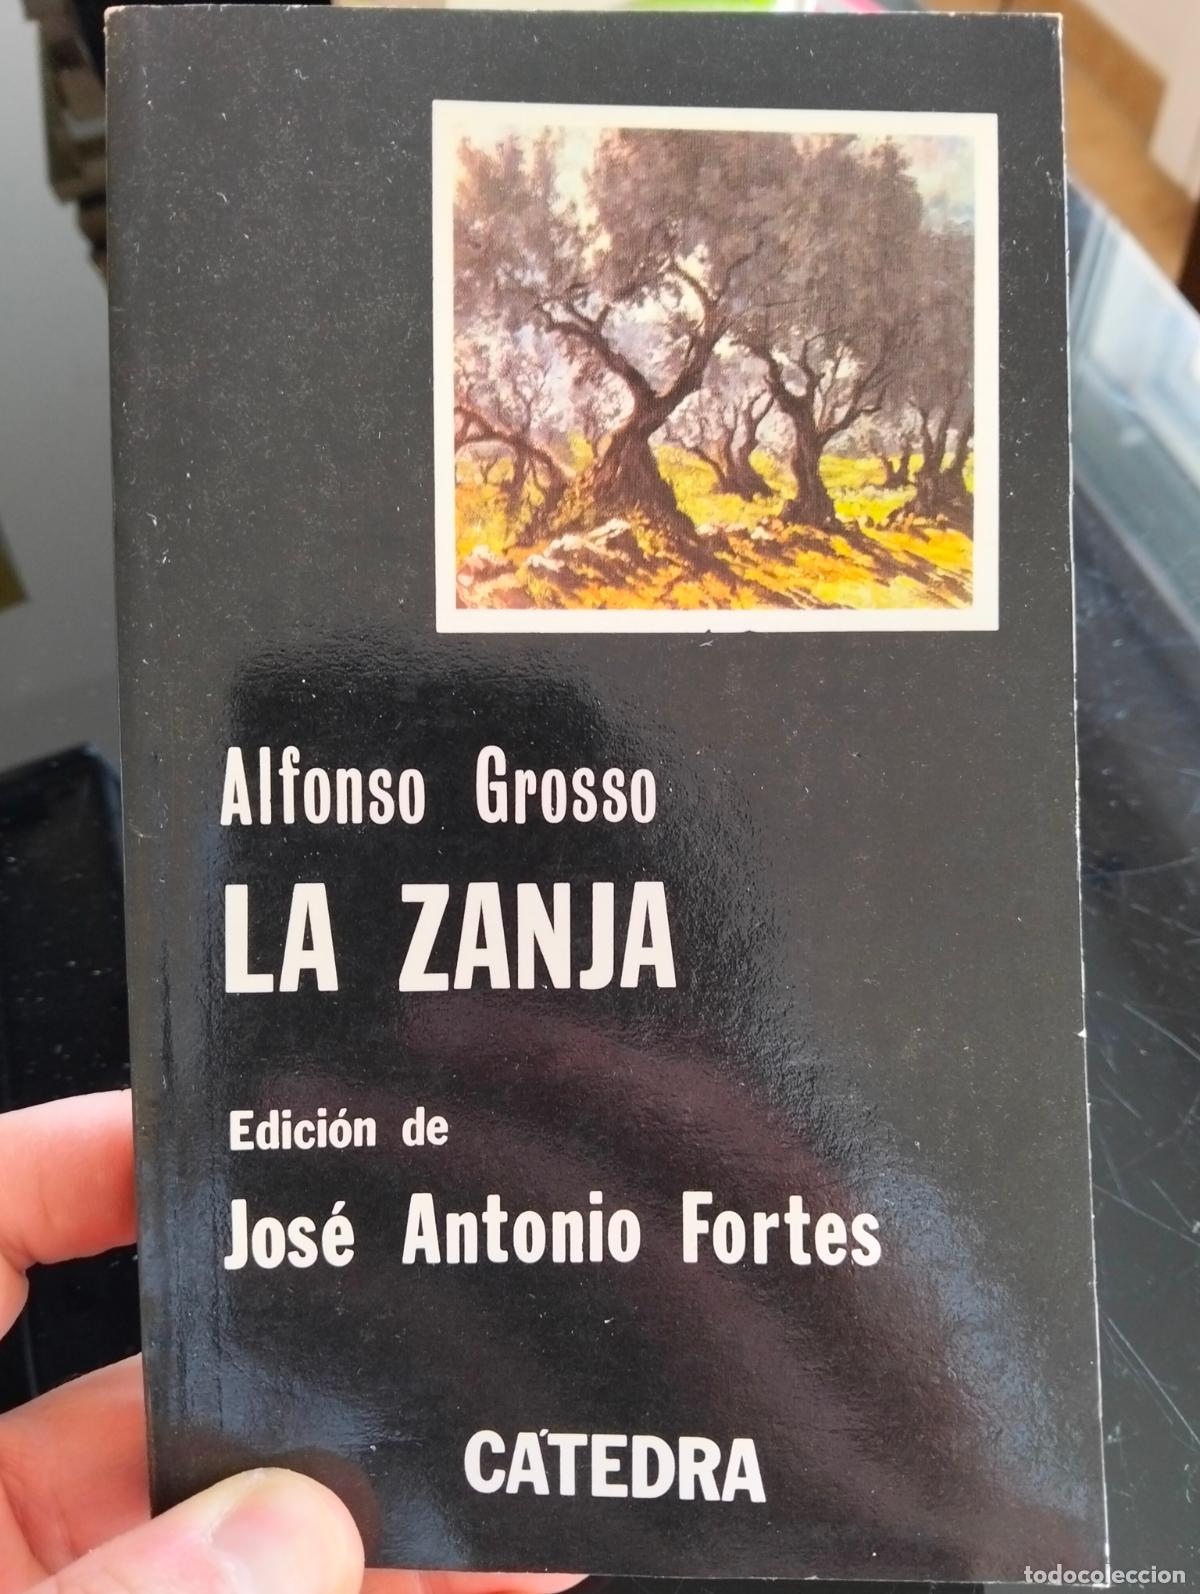 Alfonso Grosso
LA ZANJA
Edición de
José Antonio Fortes
CÁTEDRA
todocoleccion